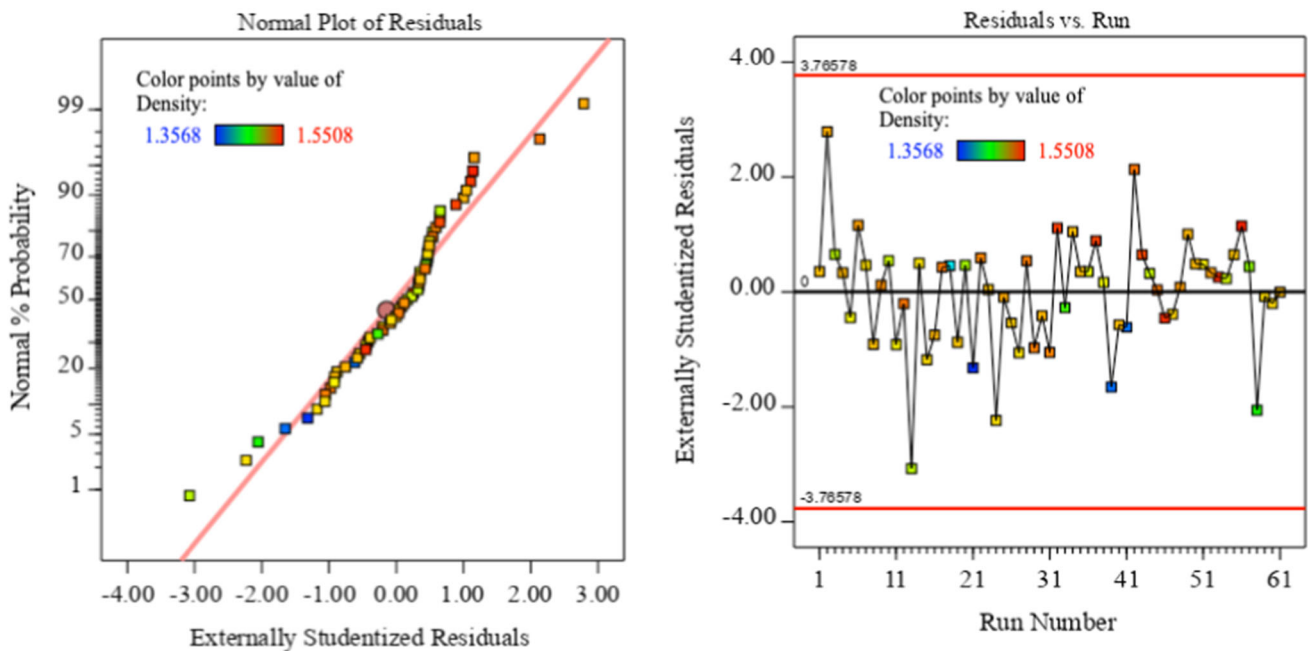 Normal Plot of Residuals
Color points by value of
Density:
1.3568 1.5508
Normal % Probability
99
90
70
50
20
5
1
-4.00 -3.00 -2.00 -1.00 0.00 1.00 2.00 3.00
Externally Studentized Residuals
Residuals vs. Run
Externally Studentized Residuals
4.00
3.76578
Color points by value of
Density:
1.3568 1.5508
2.00
0.00
0
-2.00
-3.76578
-4.00
1 11 21 31 41 51 61
Run Number